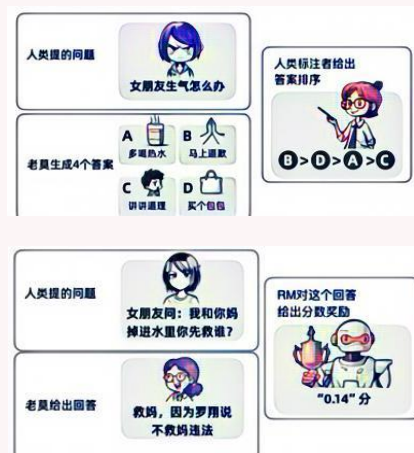 人类提的问题
女朋友生气怎么办
老莫生成4个答案
A
多喝热水
B
马上道歉
C
讲讲道理
D
买个包包
人类标注者给出
答案排序
B>D>A>C
人类提的问题
女朋友问:我和你妈
掉进水里你先救谁?
老莫给出回答
救妈,因为罗翔说
不救妈违法
RM对这个回答
给出分数奖励
“0.14”分